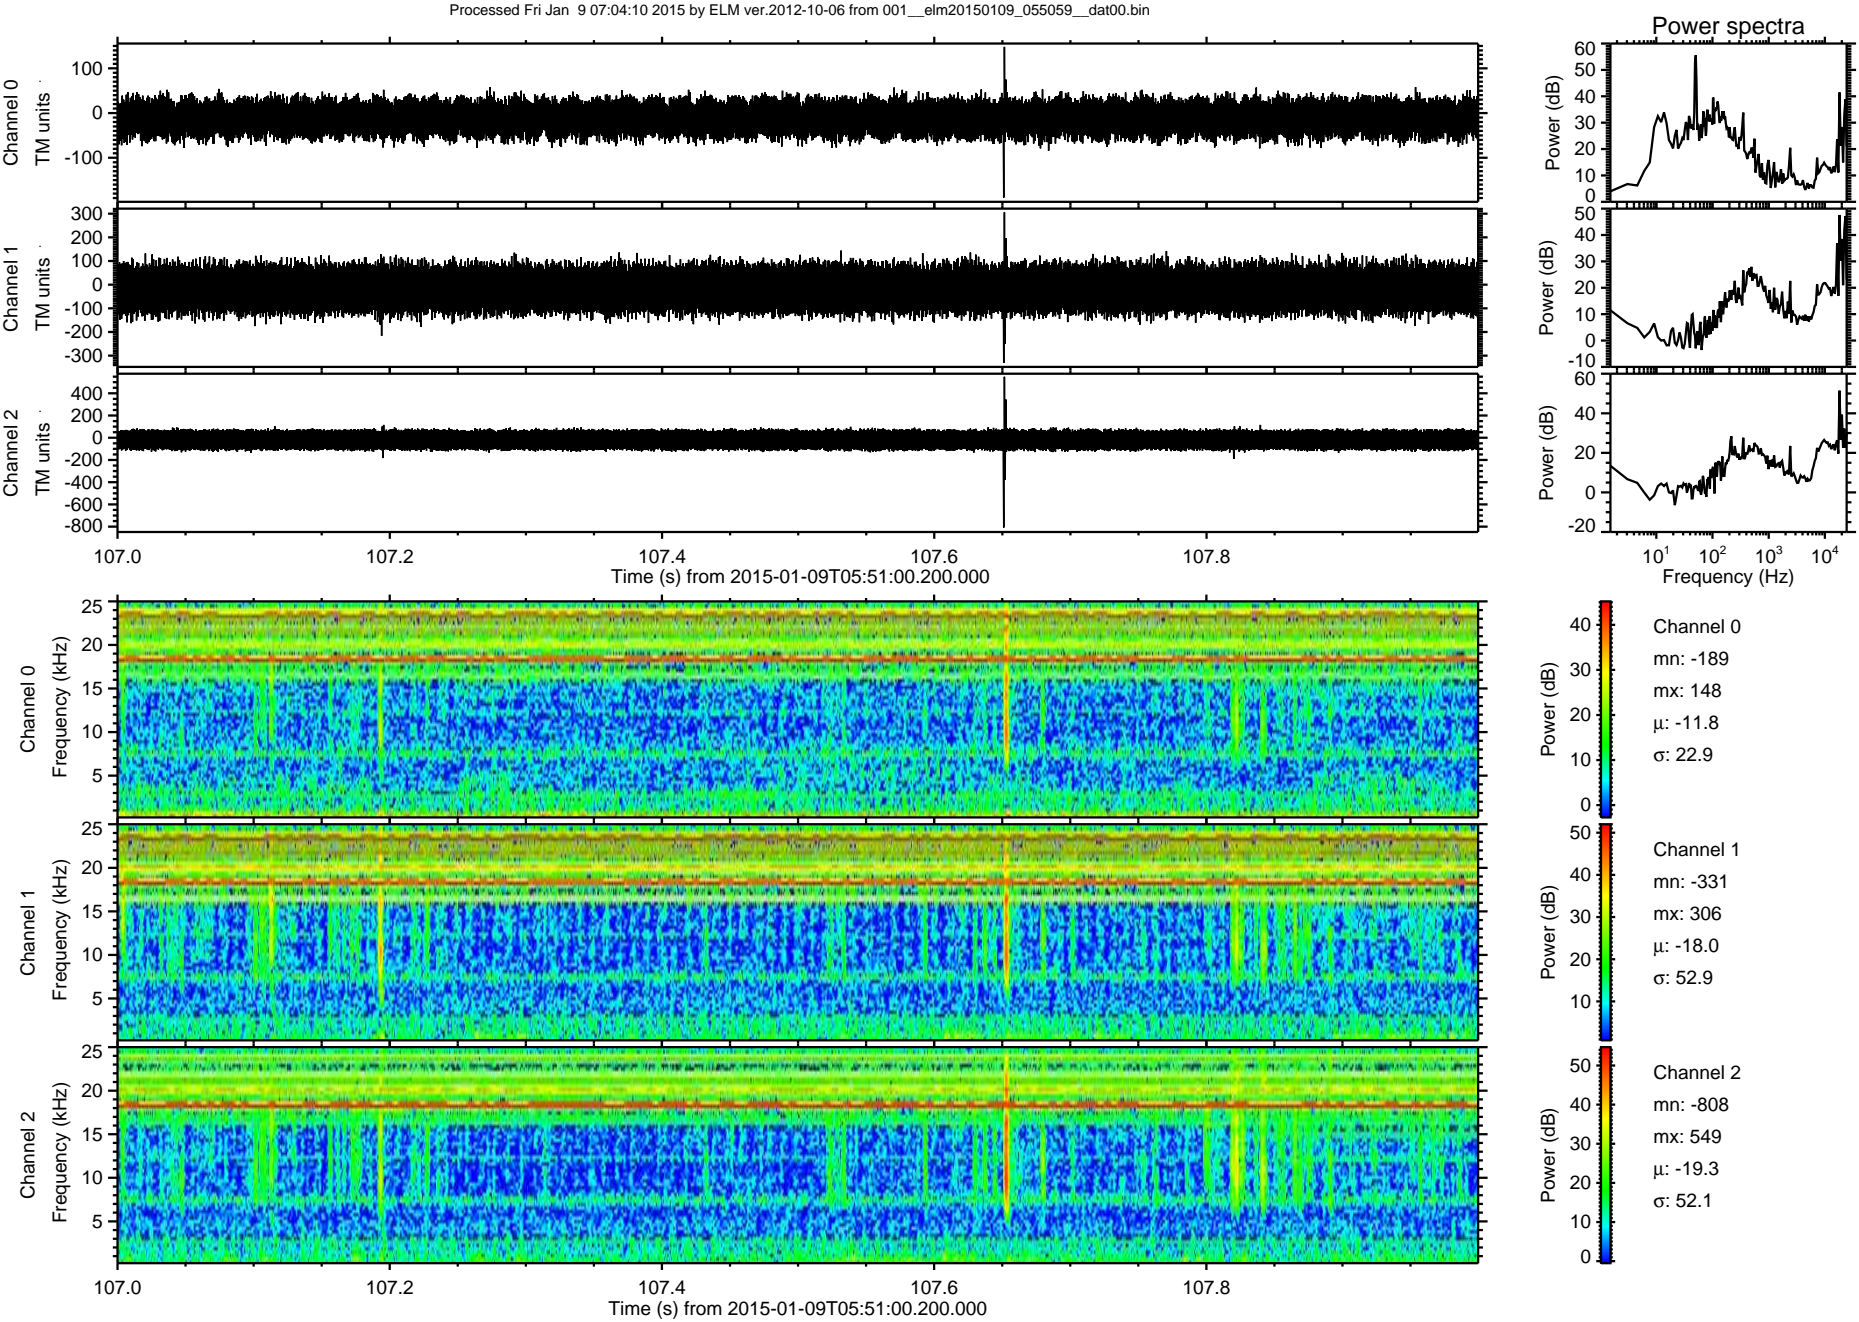 Processed Fri Jan  9 07:04:10 2015 by ELM ver.2012-10-06 from 001__elm20150109_055059__dat00.bin
Power spectra
Channel 0
TM units
100
0
-100
Power (dB)
60
50
40
30
20
10
0
Channel 1
TM units
300
200
100
0
-100
-200
-300
Power (dB)
50
40
30
20
10
0
-10
Channel 2
TM units
400
200
0
-200
-400
-600
-800
Power (dB)
60
40
20
0
-20
107.0 107.2 107.4 107.6 107.8
Time (s) from 2015-01-09T05:51:00.200.000
10^1 10^2 10^3 10^4
Frequency (Hz)
Channel 0
Frequency (kHz)
25
20
15
10
5
Power (dB)
40
30
20
10
0
Channel 0
mn: -189
mx: 148
μ: -11.8
σ: 22.9
Channel 1
Frequency (kHz)
25
20
15
10
5
Power (dB)
50
40
30
20
10
Channel 1
mn: -331
mx: 306
μ: -18.0
σ: 52.9
Channel 2
Frequency (kHz)
25
20
15
10
5
Power (dB)
50
40
30
20
10
0
Channel 2
mn: -808
mx: 549
μ: -19.3
σ: 52.1
107.0 107.2 107.4 107.6 107.8
Time (s) from 2015-01-09T05:51:00.200.000